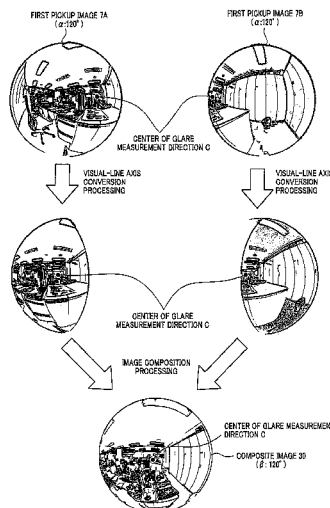 FIRST PICKUP IMAGE 7A
(α:120°)
FIRST PICKUP IMAGE 7B
(α:120°)
CENTER OF GLARE
MEASUREMENT DIRECTION C
VISUAL-LINE AXIS
CONVERSION
PROCESSING
VISUAL-LINE AXIS
CONVERSION
PROCESSING
CENTER OF GLARE
MEASUREMENT DIRECTION C
IMAGE COMPOSITION
PROCESSING
CENTER OF GLARE MEASUREMEN
DIRECTION C
COMPOSITE IMAGE 30
(β:120°)